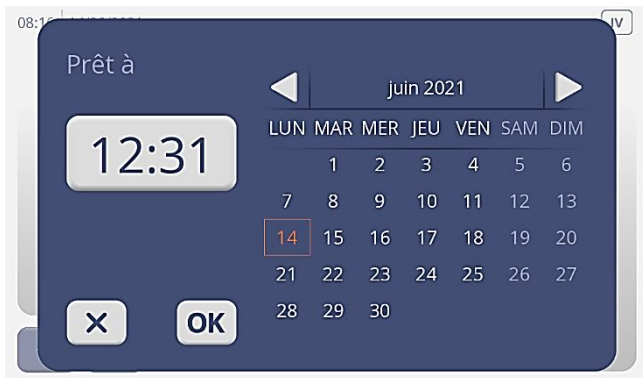 IV
Prêt à
12:31
OK
juin 2021
LUN MAR MER JEU VEN SAM DIM
1 2 3 4 5 6
7 8 9 10 11 12 13
14 15 16 17 18 19 20
21 22 23 24 25 26 27
28 29 30